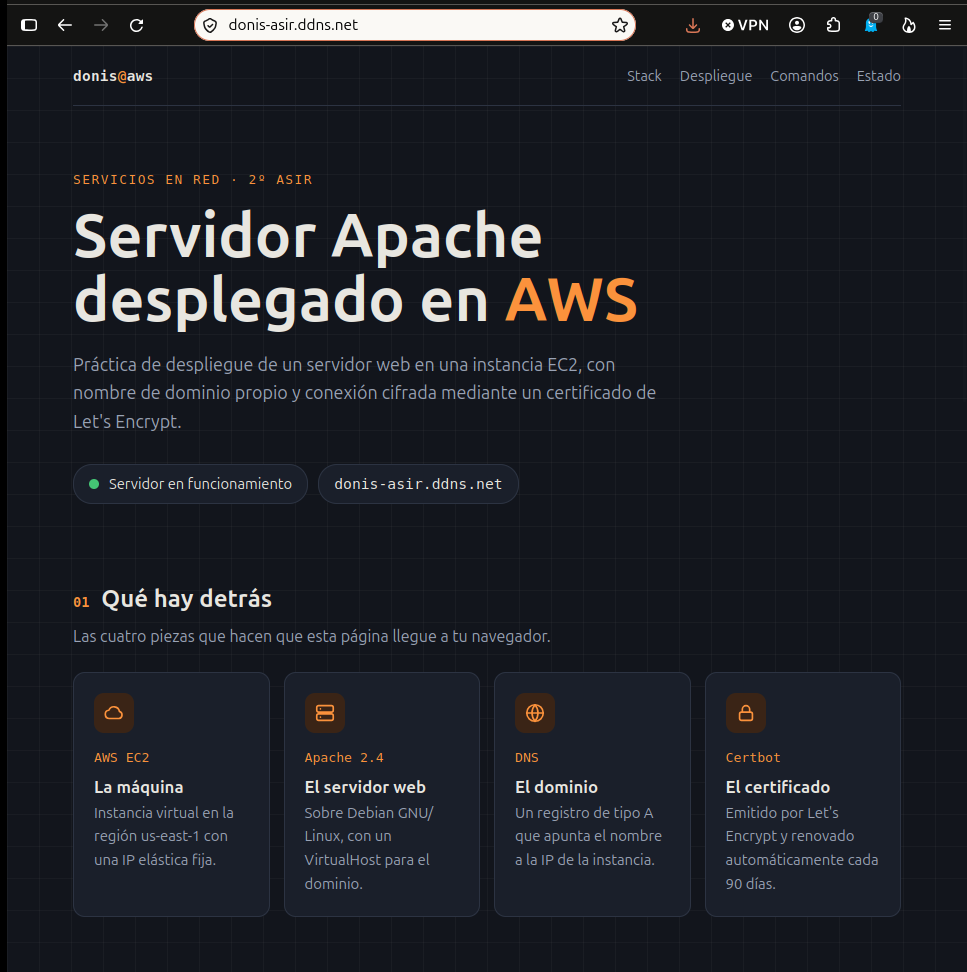 donis-asir.ddns.net
VPN
0
donis@aws
Stack Despliegue Comandos Estado
SERVICIOS EN RED · 2º ASIR
Servidor Apache
desplegado en AWS
Práctica de despliegue de un servidor web en una instancia EC2, con
nombre de dominio propio y conexión cifrada mediante un certificado de
Let's Encrypt.
Servidor en funcionamiento
donis-asir.ddns.net
01 Qué hay detrás
Las cuatro piezas que hacen que esta página llegue a tu navegador.
AWS EC2
La máquina
Instancia virtual en la
región us-east-1 con
una IP elástica fija.
Apache 2.4
El servidor web
Sobre Debian GNU/
Linux, con un
VirtualHost para el
dominio.
DNS
El dominio
Un registro de tipo A
que apunta el nombre
a la IP de la instancia.
Certbot
El certificado
Emitido por Let's
Encrypt y renovado
automáticamente cada
90 días.